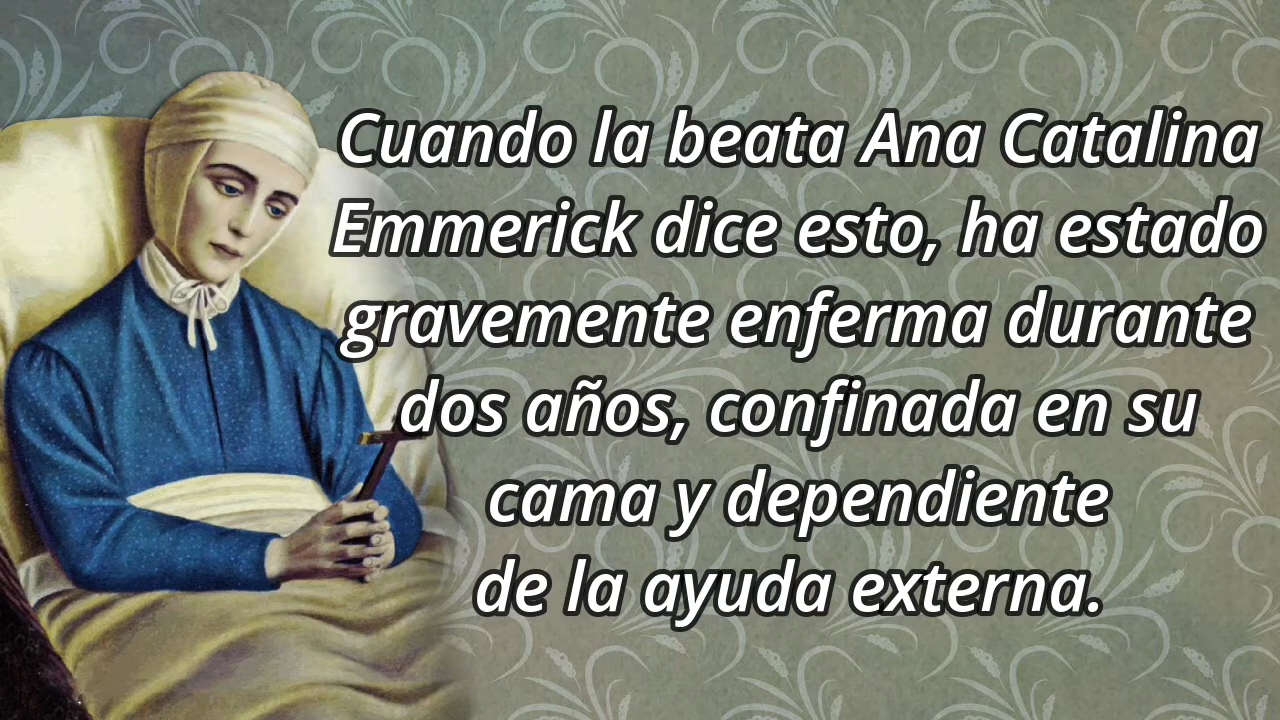 Cuando la beata Ana Catalina
Emmerick dice esto, ha estado
gravemente enferma durante
dos años, confinada en su
cama y dependiente
de la ayuda externa.